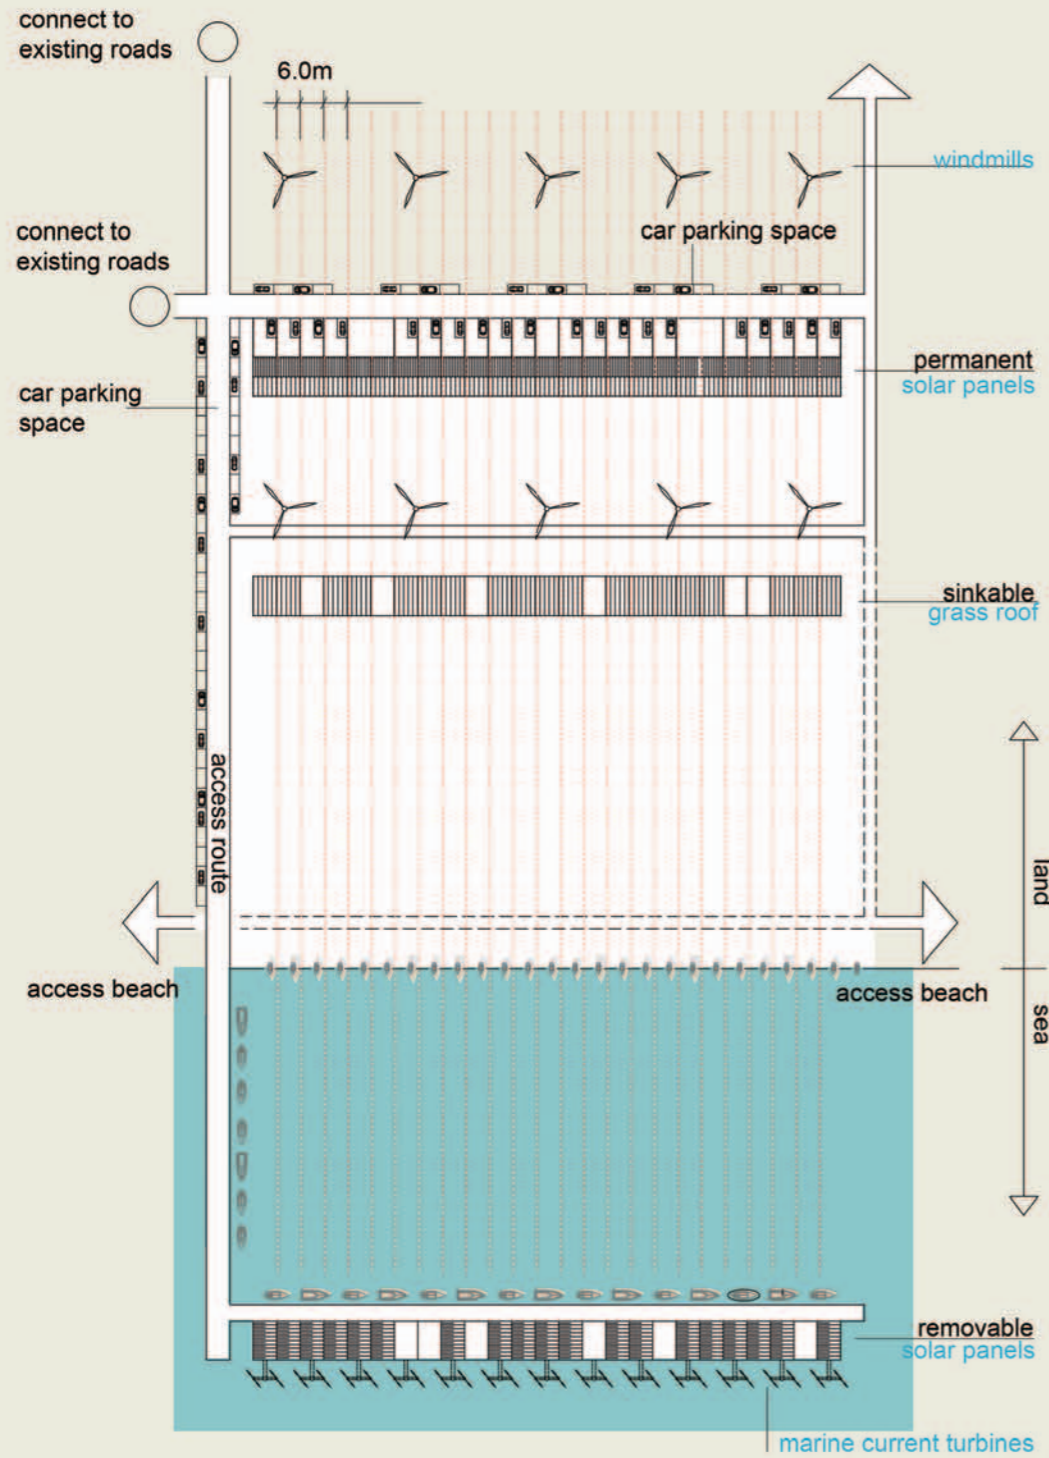 connect to
existing roads
6.0m
windmills
connect to
existing roads
car parking space
permanent
solar panels
car parking
space
sinkable
grass roof
access route
land
access beach
access beach
sea
removable
solar panels
marine current turbines